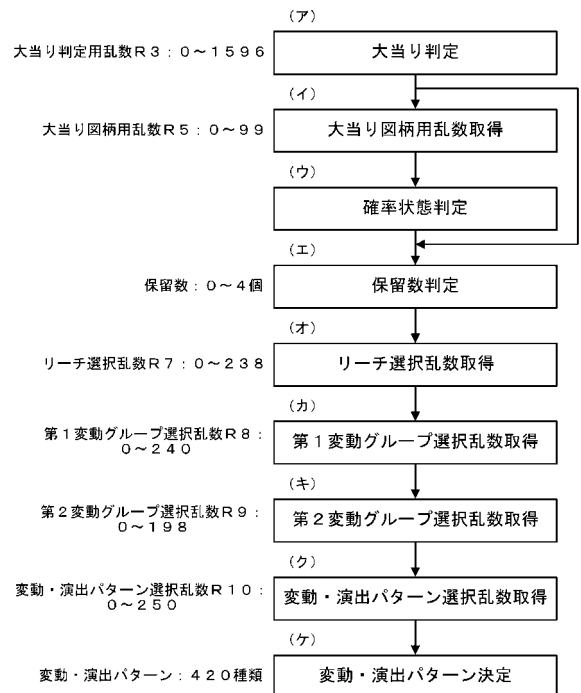 (ア)
大当り判定用乱数R3:0~1596
大当り判定
(イ)
大当り図柄用乱数R5:0~99
大当り図柄用乱数取得
(ウ)
確率状態判定
(エ)
保留数:0~4個
保留数判定
(オ)
リーチ選択乱数R7:0~238
リーチ選択乱数取得
(カ)
第1変動グループ選択乱数R8:
0~240
第1変動グループ選択乱数取得
(キ)
第2変動グループ選択乱数R9:
0~198
第2変動グループ選択乱数取得
(ク)
変動・演出パターン選択乱数R10:
0~250
変動・演出パターン選択乱数取得
(ケ)
変動・演出パターン:420種類
変動・演出パターン決定